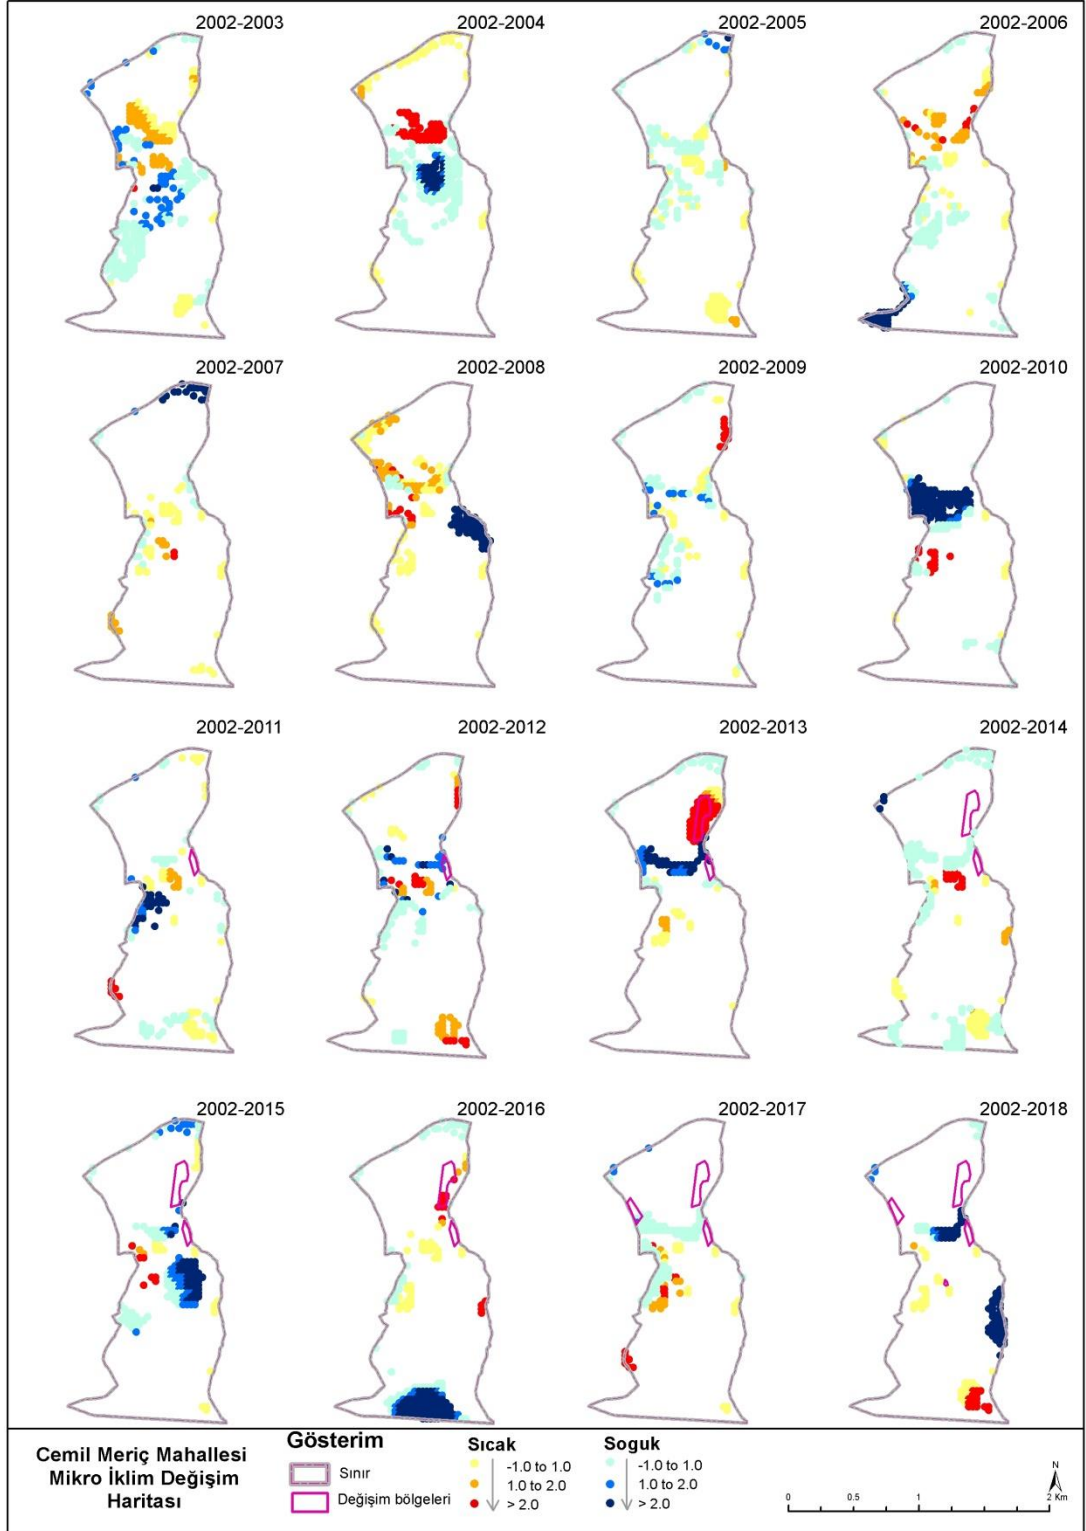 2002-2003
2002-2004
2002-2005
2002-2006
2002-2007
2002-2008
2002-2009
2002-2010
2002-2011
2002-2012
2002-2013
2002-2014
2002-2015
2002-2016
2002-2017
2002-2018
Cemil Meriç Mahallesi
Mikro İklim Değişim
Haritası
Gösterim
Sınır
Değişim bölgeleri
Sıcak
-1.0 to 1.0
1.0 to 2.0
> 2.0
Soguk
-1.0 to 1.0
1.0 to 2.0
> 2.0
N
0 0.5 1 2 Km